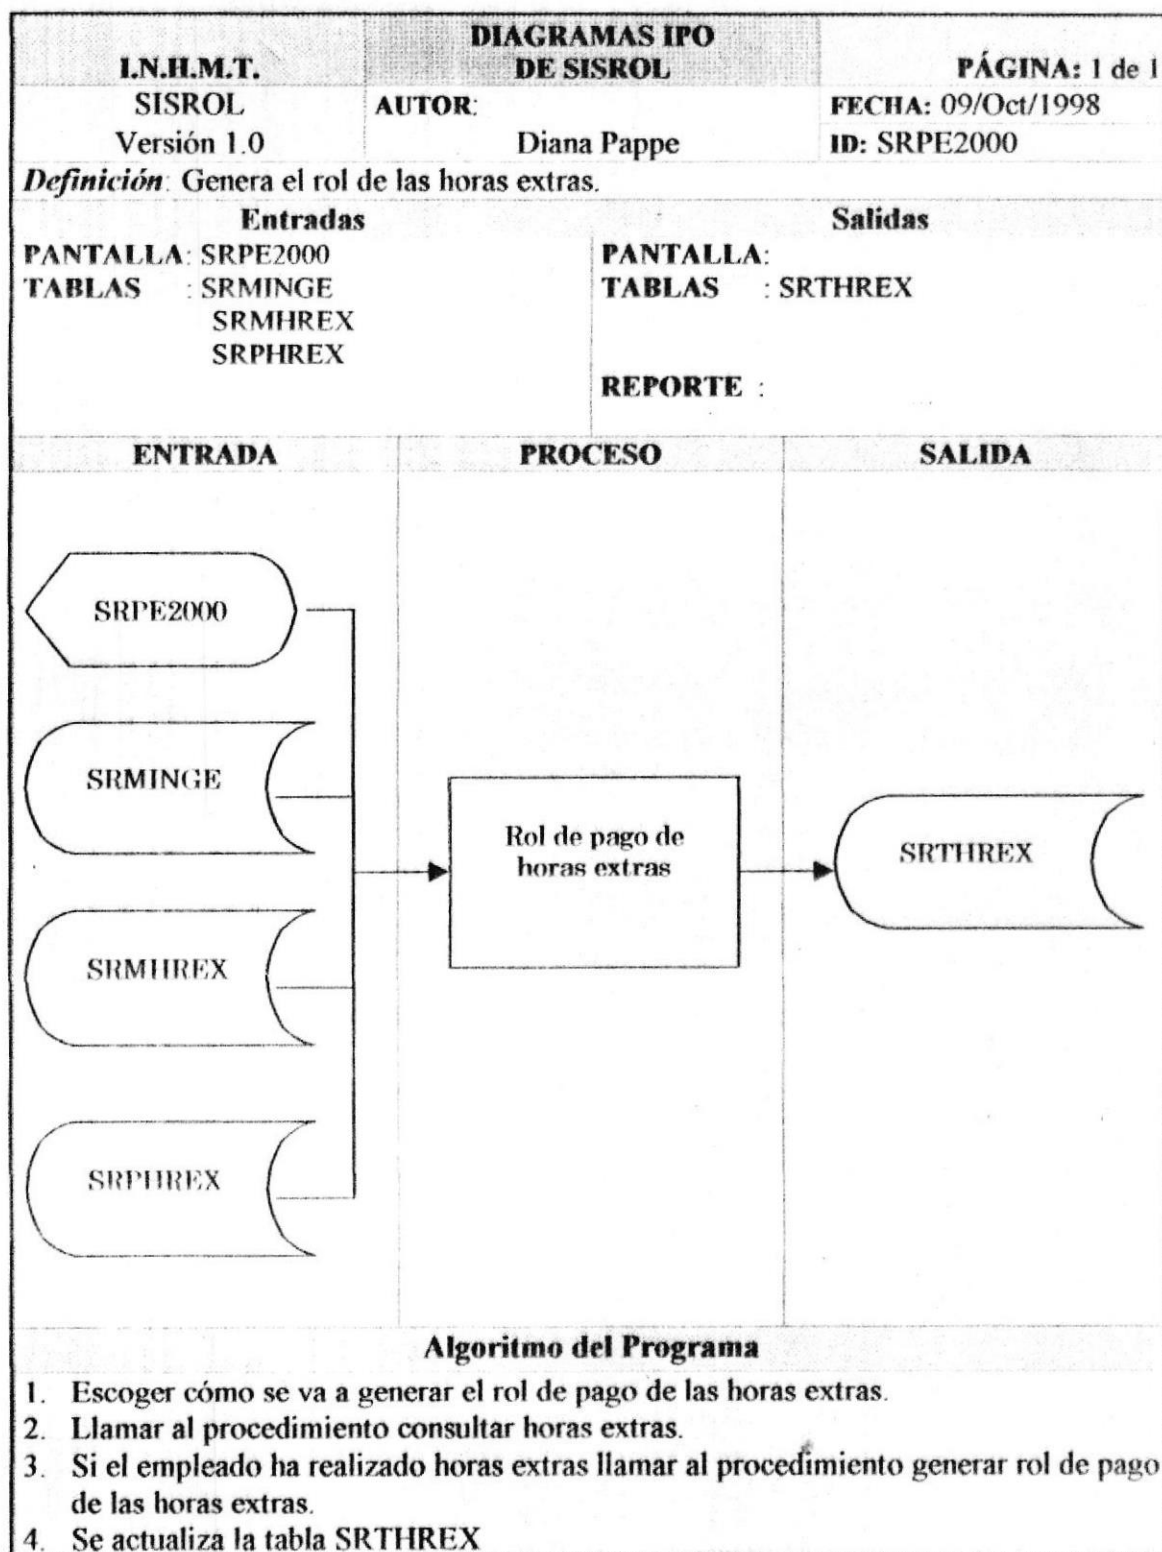 DIAGRAMAS IPO
I.N.H.M.T. DE SISROL PÁGINA: 1 de 1
SISROL AUTOR: FECHA: 09/Oct/1998
Versión 1.0 Diana Pappe ID: SRPE2000
Definición: Genera el rol de las horas extras.
Entradas Salidas
PANTALLA: SRPE2000 PANTALLA:
TABLAS : SRMINGE TABLAS : SRTHREX
SRMHREX
SRPHREX
REPORTE :
ENTRADA PROCESO SALIDA
SRPE2000
SRMINGE
Rol de pago de
horas extras
SRTHREX
SRMHREX
SRPHREX
Algoritmo del Programa
1. Escoger cómo se va a generar el rol de pago de las horas extras.
2. Llamar al procedimiento consultar horas extras.
3. Si el empleado ha realizado horas extras llamar al procedimiento generar rol de pago
de las horas extras.
4. Se actualiza la tabla SRTHREX